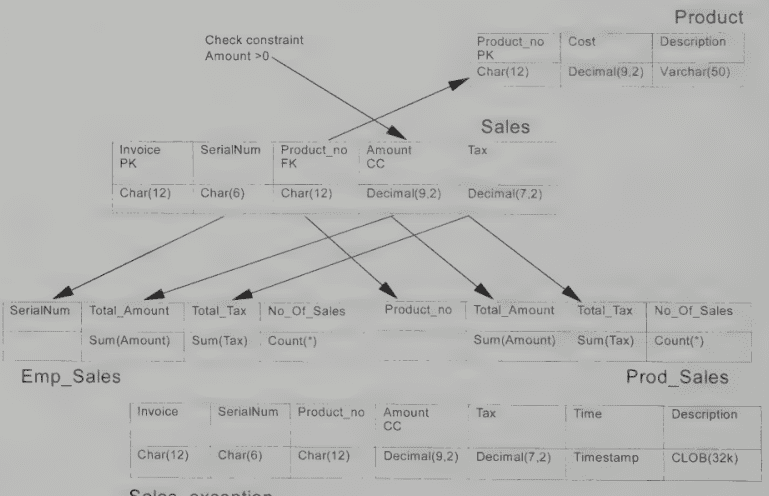 Product
Check constraint
Amount >0
Product_no Cost Description
PK
Char(12) Decimal(9,2) Varchar(50)
Sales
Invoice SerialNum Product_no Amount Tax
PK FK CC
Char(12) Char(6) Char(12) Decimal(9,2) Decimal(7,2)
SerialNum Total_Amount Total_Tax No_Of_Sales Product_no Total_Amount Total_Tax No_Of_Sales
Sum(Amount) Sum(Tax) Count(*) Sum(Amount) Sum(Tax) Count(*)
Emp_Sales Prod_Sales
Invoice SerialNum Product_no Amount Tax Time Description
CC
Char(12) Char(6) Char(12) Decimal(9,2) Decimal(7,2) Timestamp CLOB(32k)
Sales_exception